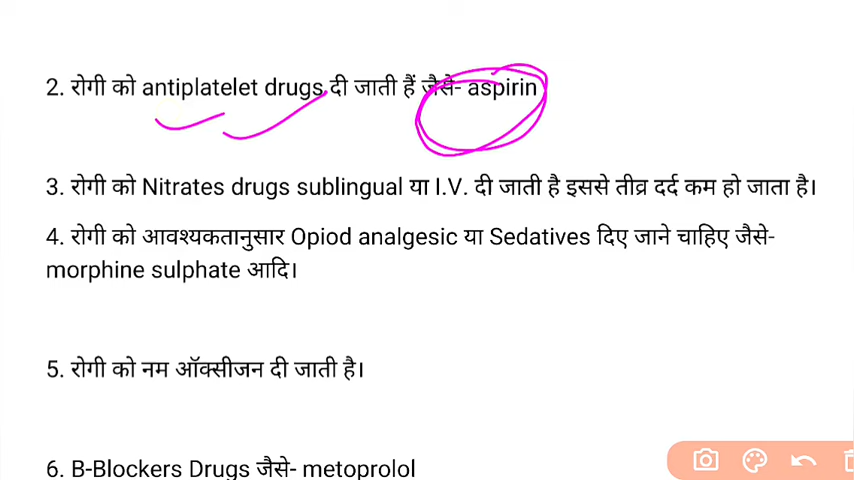 2. रोगी को antiplatelet drugs दी जाती हैं जैसे- aspirin
3. रोगी को Nitrates drugs sublingual या I.V. दी जाती है इससे तीव्र दर्द कम हो जाता है।
4. रोगी को आवश्यकतानुसार Opiod analgesic या Sedatives दिए जाने चाहिए जैसे-
morphine sulphate आदि।
5. रोगी को नम ऑक्सीजन दी जाती है।
6. B-Blockers Drugs जैसे- metoprolol